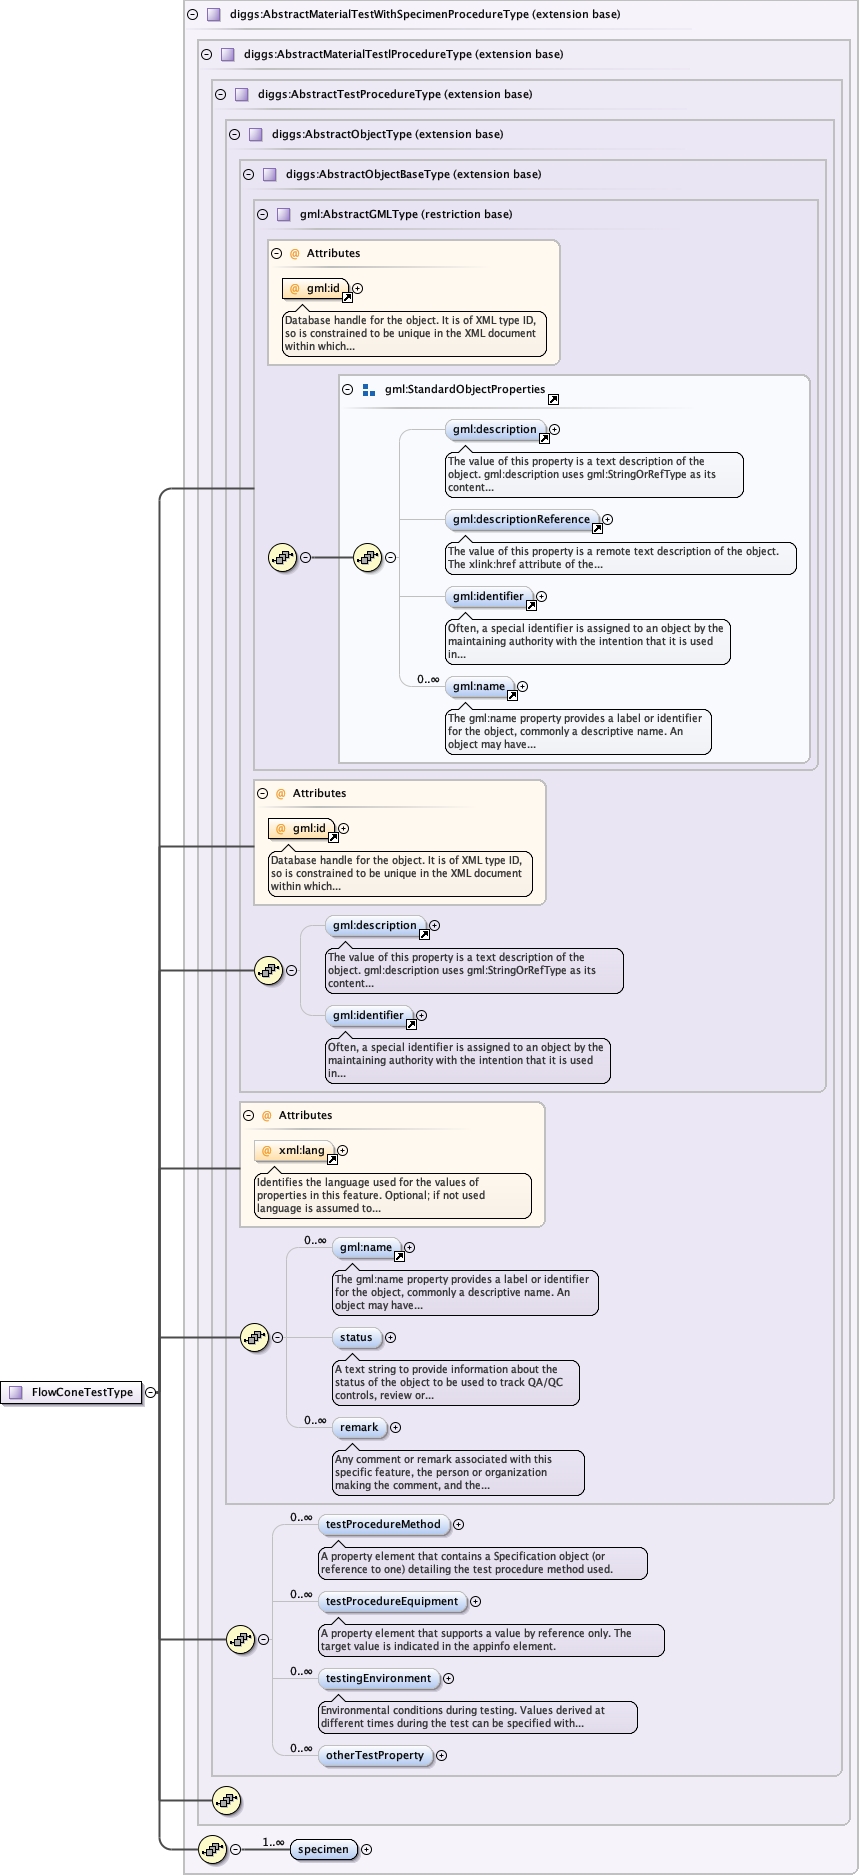 diggs:AbstractMaterialTestWithSpecimenProcedureType (extension base)
diggs:AbstractMaterialTestlProcedureType (extension base)
diggs:AbstractTestProcedureType (extension base)
diggs:AbstractObjectType (extension base)
diggs:AbstractObjectBaseType (extension base)
gml:AbstractGMLType (restriction base)
@ Attributes
@ gml:id
Database handle for the object. It is of XML type ID,
so is constrained to be unique in the XML document
within which...
gml:StandardObjectProperties
gml:description
The value of this property is a text description of the
object. gml:description uses gml:StringOrRefType as its
content...
gml:descriptionReference
The value of this property is a remote text description of the object.
The xlink:href attribute of the...
gml:identifier
Often, a special identifier is assigned to an object by the
maintaining authority with the intention that it is used
in...
0..∞
gml:name
The gml:name property provides a label or identifier
for the object, commonly a descriptive name. An
object may have...
@ Attributes
@ gml:id
Database handle for the object. It is of XML type ID,
so is constrained to be unique in the XML document
within which...
gml:description
The value of this property is a text description of the
object. gml:description uses gml:StringOrRefType as its
content...
gml:identifier
Often, a special identifier is assigned to an object by the
maintaining authority with the intention that it is used
in...
@ Attributes
@ xml:lang
Identifies the language used for the values of
properties in this feature. Optional; if not used
language is assumed to...
0..∞
gml:name
The gml:name property provides a label or identifier
for the object, commonly a descriptive name. An
object may have...
status
A text string to provide information about the
status of the object to be used to track QA/QC
controls, review or...
FlowConeTestType
0..∞
remark
Any comment or remark associated with this
specific feature, the person or organization
making the comment, and the...
0..∞
testProcedureMethod
A property element that contains a Specification object (or
reference to one) detailing the test procedure method used.
0..∞
testProcedureEquipment
A property element that supports a value by reference only. The
target value is indicated in the appinfo element.
0..∞
testingEnvironment
Environmental conditions during testing. Values derived at
different times during the test can be specified with...
0..∞
otherTestProperty
1..∞
specimen